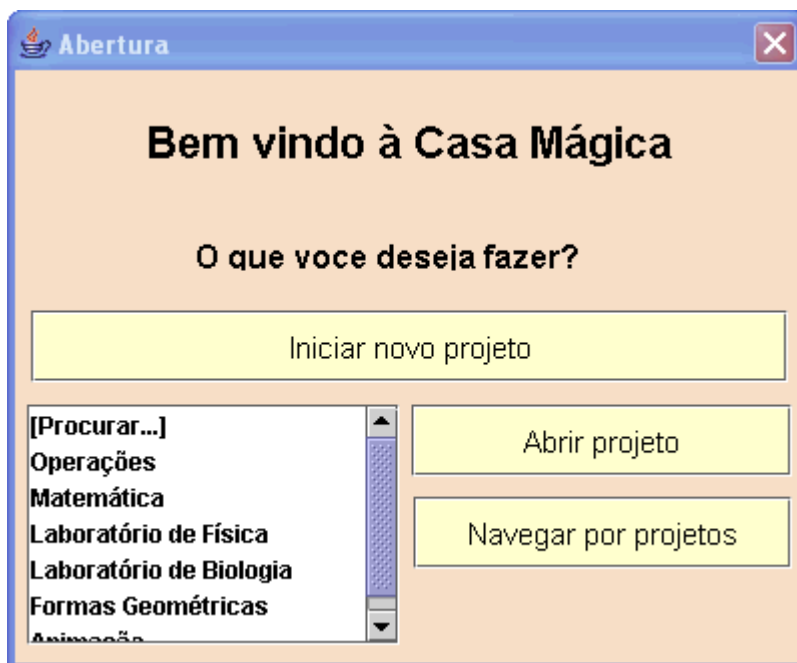 Abertura
Bem vindo à Casa Mágica
O que voce deseja fazer?
Iniciar novo projeto
[Procurar...]
Operações
Matemática
Laboratório de Física
Laboratório de Biologia
Formas Geométricas
Animação
Abrir projeto
Navegar por projetos